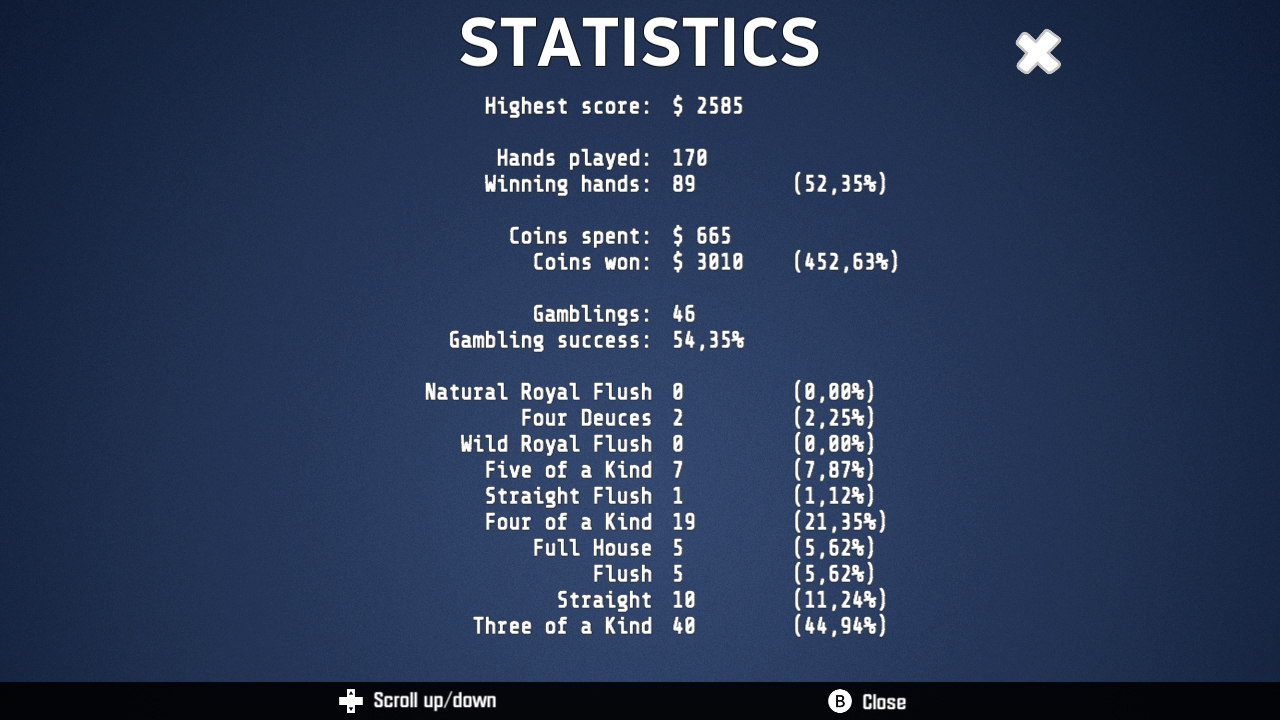 STATISTICS
Highest score: $ 2585
Hands played: 170
Winning hands: 89 (52,35%)
Coins spent: $ 665
Coins won: $ 3010 (452,63%)
Gamblings: 46
Gambling success: 54,35%
Natural Royal Flush 0 (0,00%)
Four Deuces 2 (2,25%)
Wild Royal Flush 0 (0,00%)
Five of a Kind 7 (7,87%)
Straight Flush 1 (1,12%)
Four of a Kind 19 (21,35%)
Full House 5 (5,62%)
Flush 5 (5,62%)
Straight 10 (11,24%)
Three of a Kind 40 (44,94%)
Scroll up/down B Close